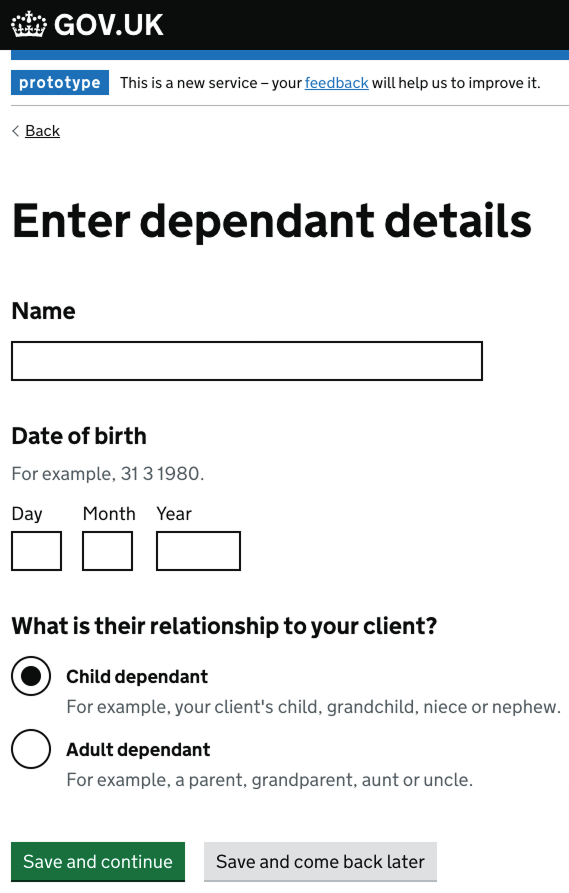 GOV.UK
prototype This is a new service – your feedback will help us to improve it.
Back
Enter dependant details
Name
Date of birth
For example, 31 3 1980.
Day Month Year
What is their relationship to your client?
Child dependant
For example, your client's child, grandchild, niece or nephew.
Adult dependant
For example, a parent, grandparent, aunt or uncle.
Save and continue Save and come back later